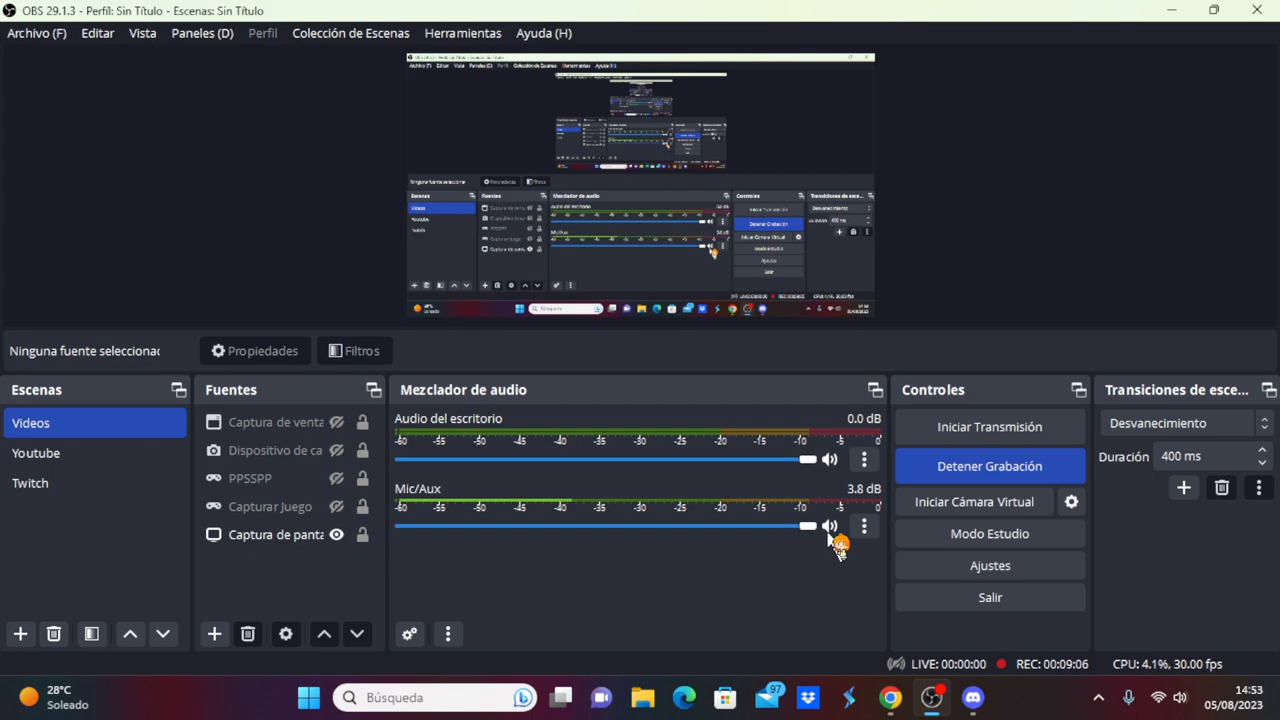 OBS 29.1.3 - Perfil: Sin Título - Escenas: Sin Título
Archivo (F) Editar Vista Paneles (D) Perfil Colección de Escenas Herramientas Ayuda (H)
Ninguna fuente seleccionac Propiedades Filtros
Escenas
Videos
Youtube
Twitch
Fuentes
Captura de venta
Dispositivo de ca
PPSSPP
Capturar Juego
Captura de panta
Mezclador de audio
Audio del escritorio 0.0 dB
-60 -55 -50 -45 -40 -35 -30 -25 -20 -15 -10 -5 0
Mic/Aux 3.8 dB
-60 -55 -50 -45 -40 -35 -30 -25 -20 -15 -10 -5 0
Controles
Iniciar Transmisión
Detener Grabación
Iniciar Cámara Virtual
Modo Estudio
Ajustes
Salir
Transiciones de esce...
Desvanecimiento
Duración 400 ms
LIVE: 00:00:00 REC: 00:09:06 CPU: 4.1%, 30.00 fps
28°C
Soleado
Búsqueda
97
14:53
05/08/2023